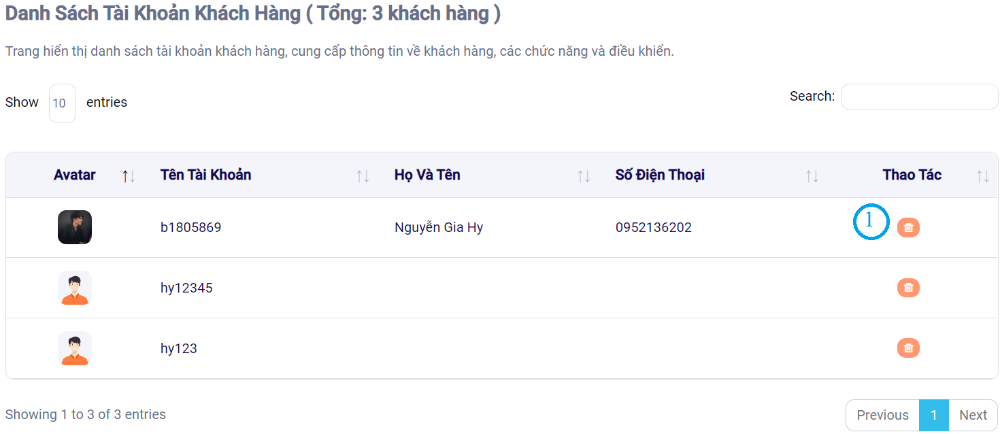 Danh Sách Tài Khoản Khách Hàng ( Tổng: 3 khách hàng )
Trang hiển thị danh sách tài khoản khách hàng, cung cấp thông tin về khách hàng, các chức năng và điều khiển.
Show 10 entries Search:
Avatar Tên Tài Khoản Họ Và Tên Số Điện Thoại Thao Tác
b1805869 Nguyễn Gia Hy 0952136202 1
hy12345
hy123
Showing 1 to 3 of 3 entries Previous 1 Next